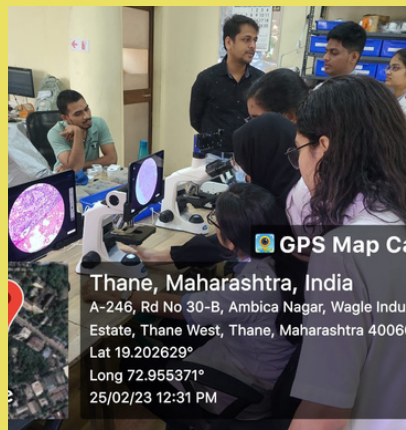 GPS Map Ca
Thane, Maharashtra, India
A-246, Rd No 30-B, Ambica Nagar, Wagle Indu
Estate, Thane West, Thane, Maharashtra 40060
Lat 19.202629°
Long 72.955371°
25/02/23 12:31 PM